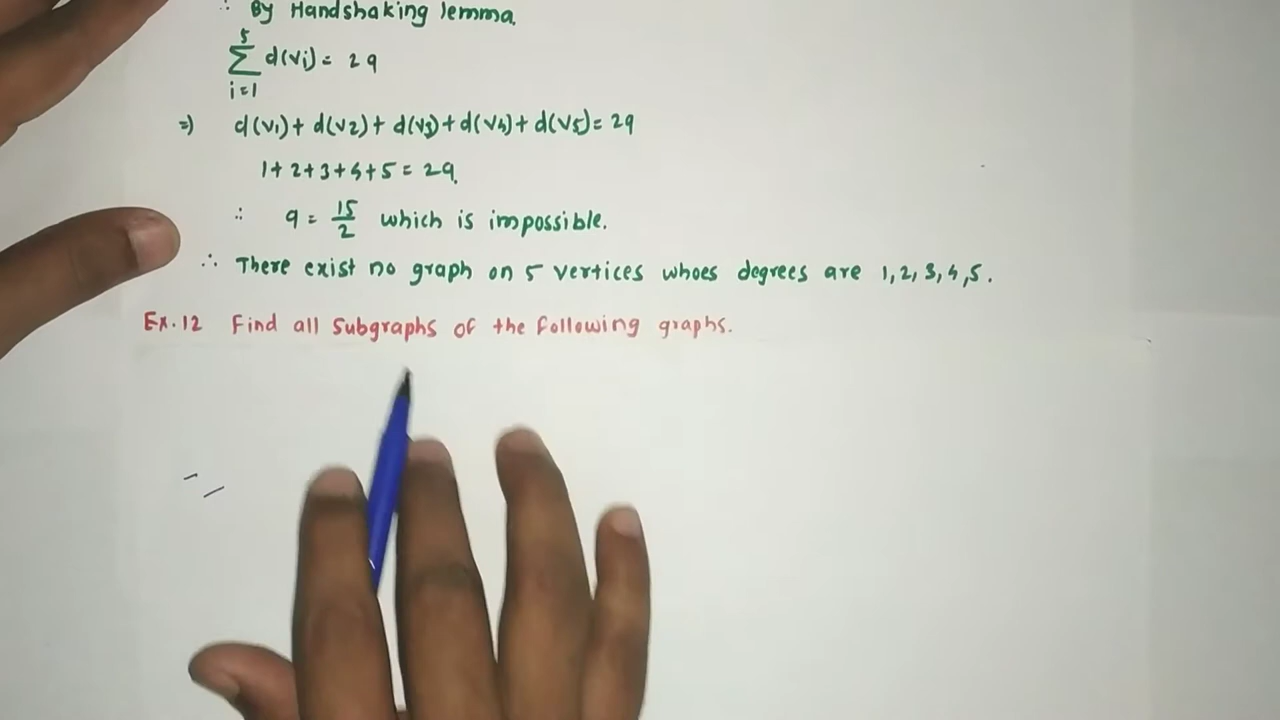 ∴ By Handshaking lemma.
5
∑ d(vi) = 2q
i=1
⇒) d(v1) + d(v2) + d(v3) + d(v4) + d(v5) = 2q
1+2+3+4+5 = 2q.
∴ q = 15/2 which is impossible.
∴ There exist no graph on 5 vertices whoes degrees are 1, 2, 3, 4, 5.
Ex.12 Find all Subgraphs of the following graphs.